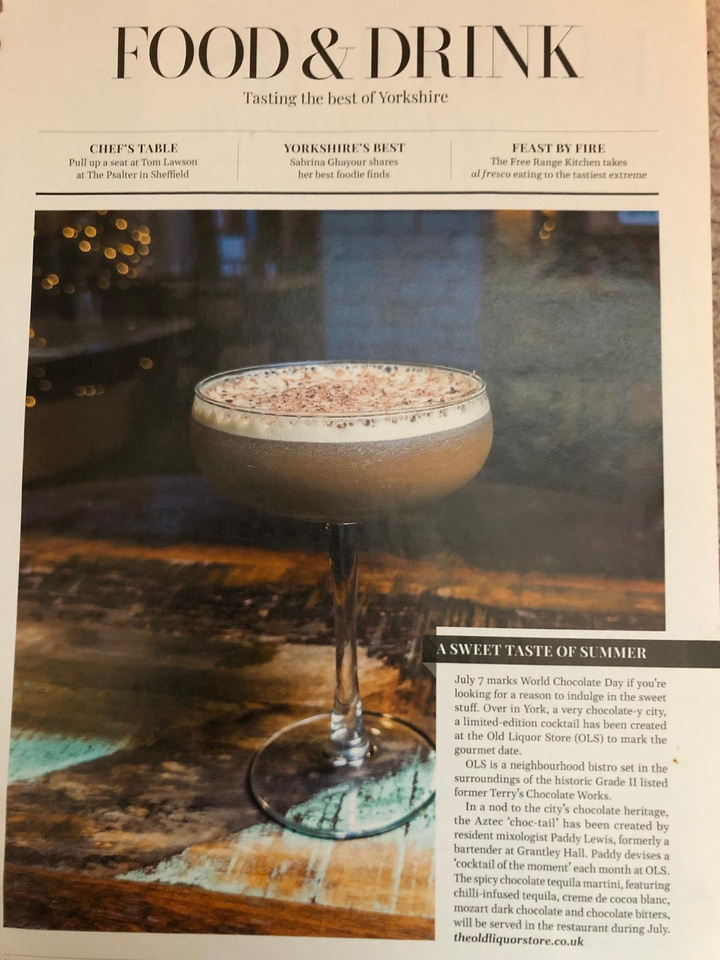 FOOD & DRINK
Tasting the best of Yorkshire
CHEF'S TABLE
Pull up a seat at Tom Lawson
at The Psalter in Sheffield
YORKSHIRE'S BEST
Sabrina Ghayour shares
her best foodie finds
FEAST BY FIRE
The Free Range Kitchen takes
al fresco eating to the tastiest extreme
A SWEET TASTE OF SUMMER
July 7 marks World Chocolate Day if you're
looking for a reason to indulge in the sweet
stuff. Over in York, a very chocolate-y city,
a limited-edition cocktail has been created
at the Old Liquor Store (OLS) to mark the
gourmet date.
OLS is a neighbourhood bistro set in the
surroundings of the historic Grade II listed
former Terry's Chocolate Works.
In a nod to the city's chocolate heritage,
the Aztec 'choc-tail' has been created by
resident mixologist Paddy Lewis, formerly a
bartender at Grantley Hall. Paddy devises a
'cocktail of the moment' each month at OLS.
The spicy chocolate tequila martini, featuring
chilli-infused tequila, creme de cocoa blanc,
mozart dark chocolate and chocolate bitters,
will be served in the restaurant during July.
theoldliquorstore.co.uk